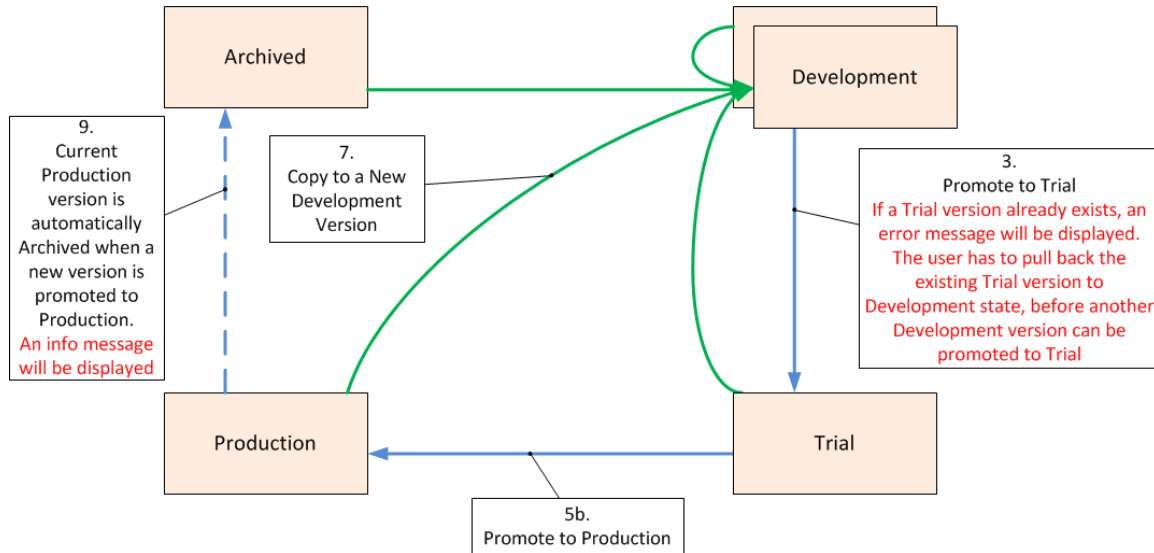 Archived
Development
9.
Current
Production
version is
automatically
Archived when a
new version is
promoted to
Production.
An info message
will be displayed
7.
Copy to a New
Development
Version
3.
Promote to Trial
If a Trial version already exists, an
error message will be displayed.
The user has to pull back the
existing Trial version to
Development state, before another
Development version can be
promoted to Trial
Production
Trial
5b.
Promote to Production